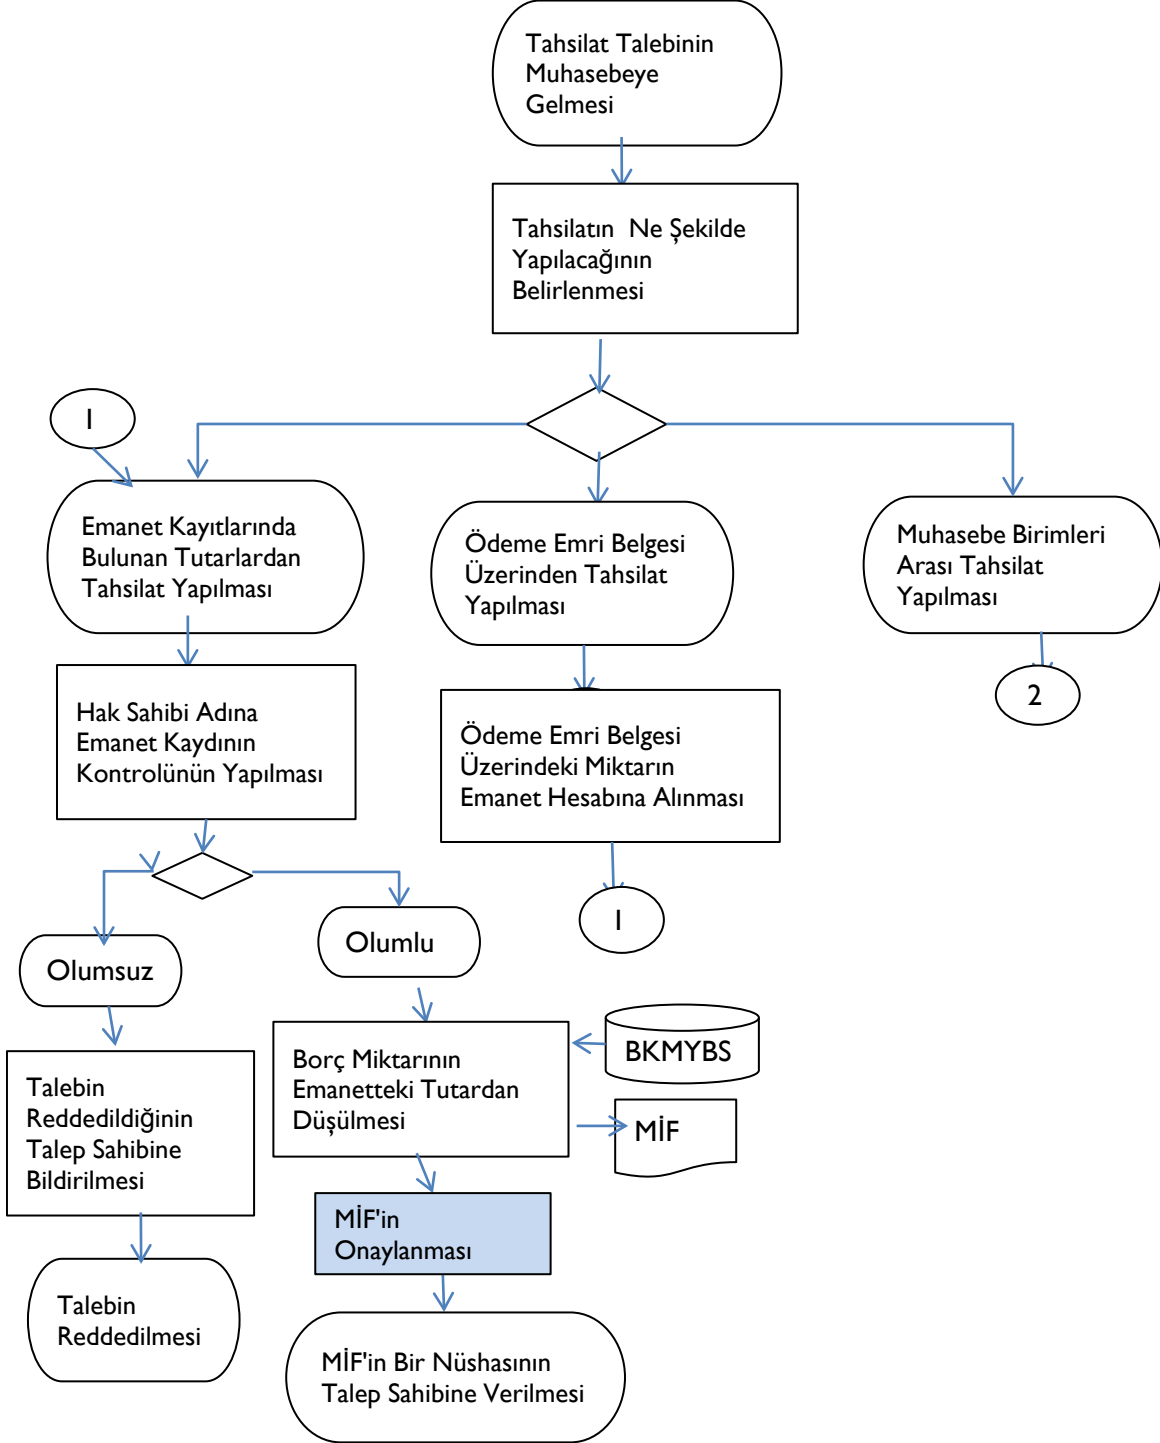 Tahsilat Talebinin
Muhasebeye
Gelmesi
Tahsilatın Ne Şekilde
Yapılacağının
Belirlenmesi
1
Emanet Kayıtlarında
Bulunan Tutarlardan
Tahsilat Yapılması
Ödeme Emri Belgesi
Üzerinden Tahsilat
Yapılması
Muhasebe Birimleri
Arası Tahsilat
Yapılması
2
Hak Sahibi Adına
Emanet Kaydının
Kontrolünün Yapılması
Ödeme Emri Belgesi
Üzerindeki Miktarın
Emanet Hesabına Alınması
1
Olumsuz
Olumlu
Talebin
Reddedildiğinin
Talep Sahibine
Bildirilmesi
Borç Miktarının
Emanetteki Tutardan
Düşülmesi
BKMYBS
MİF
MİF'in
Onaylanması
Talebin
Reddedilmesi
MİF'in Bir Nüshasının
Talep Sahibine Verilmesi